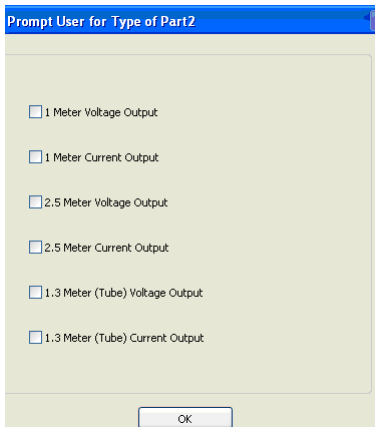 Prompt User for Type of Part2
1 Meter Voltage Output
1 Meter Current Output
2.5 Meter Voltage Output
2.5 Meter Current Output
1.3 Meter (Tube) Voltage Output
1.3 Meter (Tube) Current Output
OK